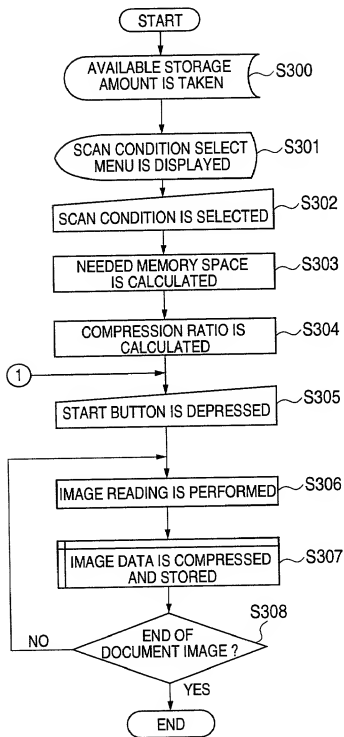 START
AVAILABLE STORAGE
AMOUNT IS TAKEN
S300
SCAN CONDITION SELECT
MENU IS DISPLAYED
S301
SCAN CONDITION IS SELECTED
S302
NEEDED MEMORY SPACE
IS CALCULATED
S303
COMPRESSION RATIO IS
CALCULATED
S304
1
START BUTTON IS DEPRESSED
S305
IMAGE READING IS PERFORMED
S306
IMAGE DATA IS COMPRESSED
AND STORED
S307
END OF
DOCUMENT IMAGE ?
S308
NO
YES
END